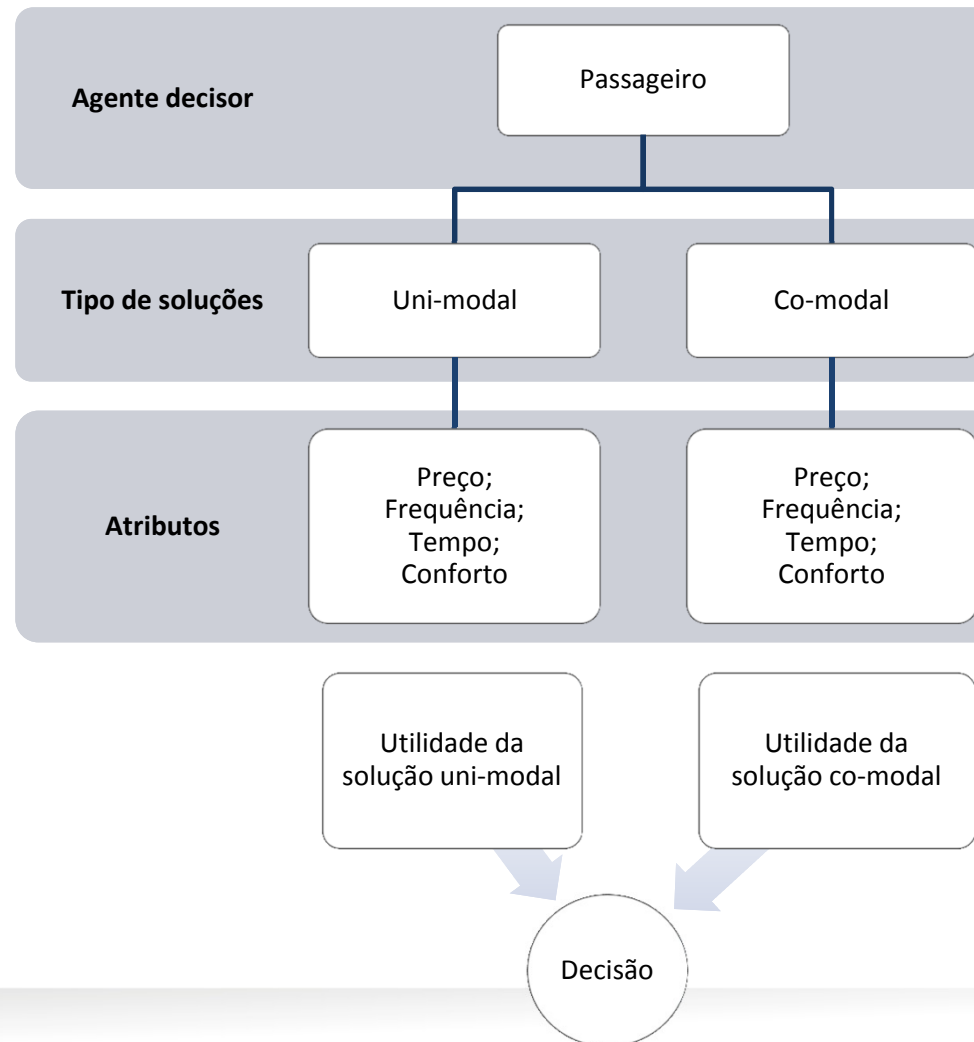 Agente decisor
Passageiro
Tipo de soluções
Uni-modal
Co-modal
Atributos
Preço;
Frequência;
Tempo;
Conforto
Preço;
Frequência;
Tempo;
Conforto
Utilidade da
solução uni-modal
Utilidade da
solução co-modal
Decisão